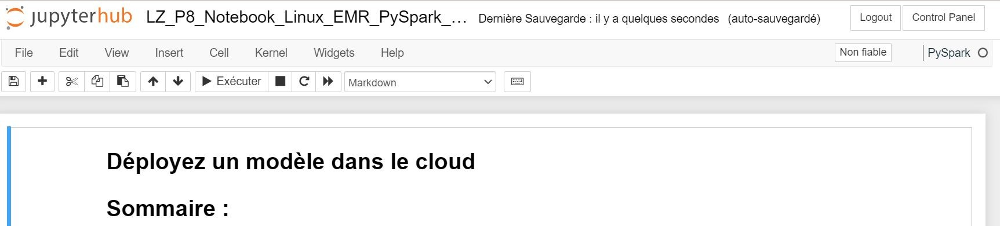 jupyterhub LZ_P8_Notebook_Linux_EMR_PySpark_... Dernière Sauvegarde : il y a quelques secondes (auto-sauvegardé) Logout Control Panel
File Edit View Insert Cell Kernel Widgets Help Non fiable PySpark
Exécuter Markdown
Déployez un modèle dans le cloud
Sommaire :